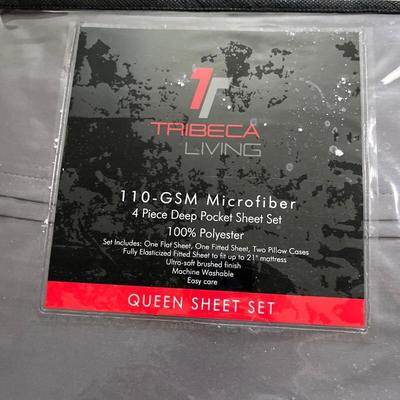 TRIBECA
LIVING
110-GSM Microfiber
4 Piece Deep Pocket Sheet Set
100% Polyester
Set Includes: One Flat Sheet, One Fitted Sheet, Two Pillow Cases
Fully Elasticized Fitted Sheet to fit up to 21" mattress
Ultra-soft brushed finish
Machine Washable
Easy care
QUEEN SHEET SET